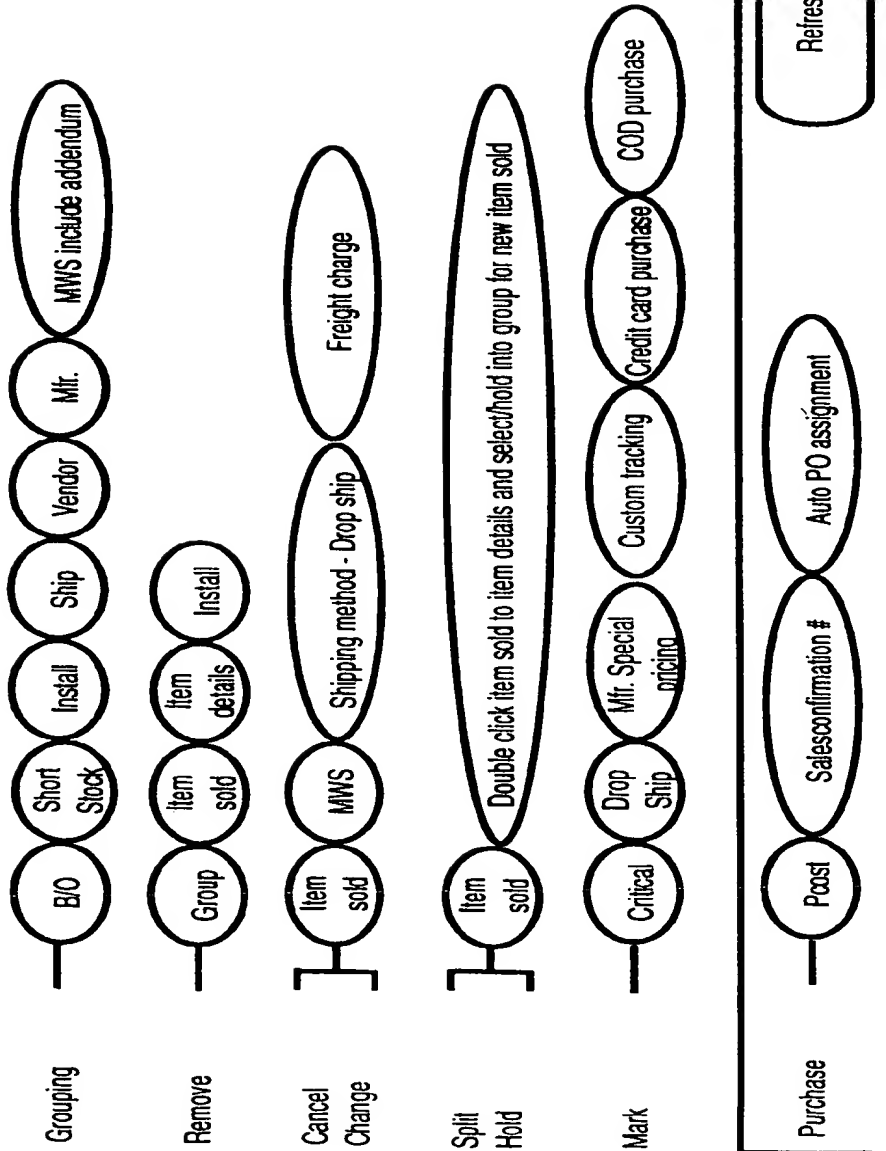 Grouping
B/O
Short
Stock
Install
Ship
Vendor
Mfr.
MWS include addendum
Remove
Group
Item
sold
Item
details
Install
Cancel
Change
Item
sold
MWS
Shipping method - Drop ship
Freight charge
Split
Hold
Item
sold
Double click item sold to item details and select/hold into group for new item sold
Mark
Critical
Drop
Ship
Mfr. Special
pricing
Custom tracking
Credit card purchase
COD purchase
Purchase
Pcost
Salesconfirmation #
Auto PO assignment
Refres